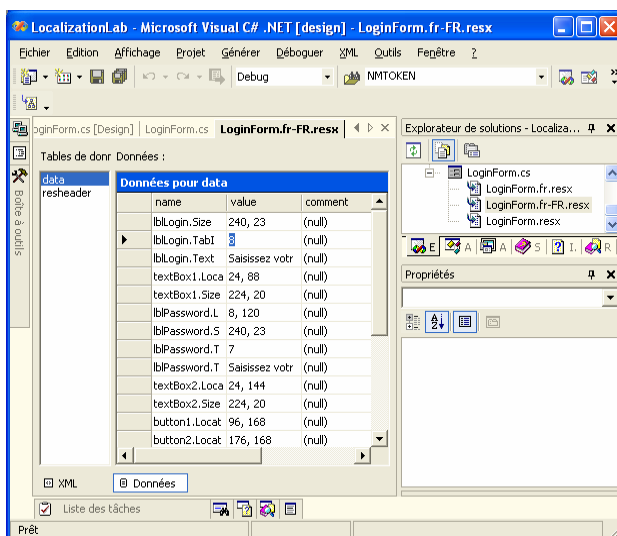 LocalizationLab - Microsoft Visual C# .NET [design] - LoginForm.fr-FR.resx
Eichier Edition Affichage Projet Générer Déboguer XML Outils Fenêtre ?
Debug NMTOKEN
oginForm.cs [Design] LoginForm.cs LoginForm.fr-FR.resx
Explorateur de solutions - Localiza...
Tables de donr Données :
data
resheader
Données pour data
name value comment
lblLogin.Size 240, 23 (null)
lblLogin.TabI 8 (null)
lblLogin.Text Saisissez votr (null)
textBox1.Loca 24, 88 (null)
textBox1.Size 224, 20 (null)
lblPassword.L 8, 120 (null)
lblPassword.S 240, 23 (null)
lblPassword.T 7 (null)
lblPassword.T Saisissez votr (null)
textBox2.Loca 24, 144 (null)
textBox2.Size 224, 20 (null)
button1.Locat 96, 168 (null)
button2.Locat 176, 168 (null)
Boîte à outils
LoginForm.cs
LoginForm.fr.resx
LoginForm.fr-FR.resx
LoginForm.resx
E A A S I. R
Propriétés
XML Données
Liste des tâches
Prêt